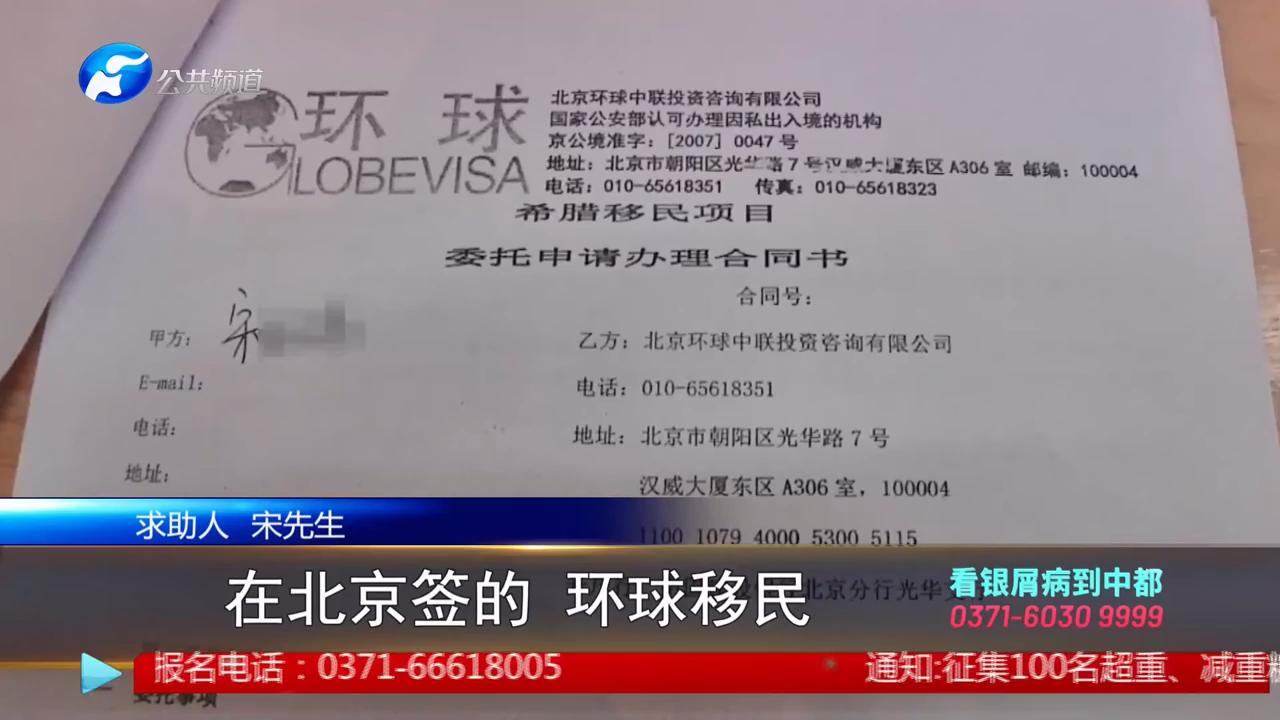 公共频道
环球
LOBEVISA
北京环球中联投资咨询有限公司
国家公安部认可办理因私出入境的机构
京公境准字：[2007] 0047 号
地址：北京市朝阳区光华路 7 号汉威大厦东区 A306 室 邮编：100004
电话：010-65618351 传真：010-65618323
希腊移民项目
委托申请办理合同书
合同号：
甲方：宋
乙方：北京环球中联投资咨询有限公司
E-mail：
电话：010-65618351
电话：
地址：北京市朝阳区光华路 7 号
地址：
汉威大厦东区 A306 室，100004
求助人 宋先生
1100 1079 4000 5300 5115
北京分行光华
在北京签的 环球移民
看银屑病到中都
0371-6030 9999
报名电话：0371-66618005
通知:征集100名超重、减重
委托事项